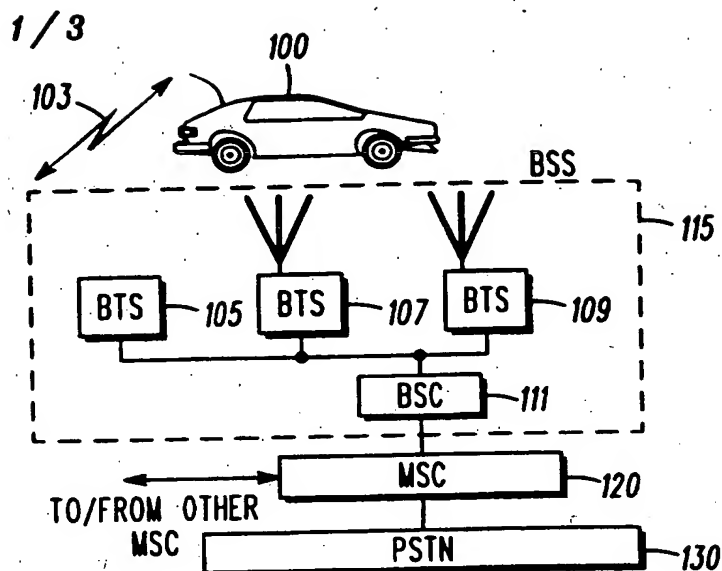 1/3
100
103
BSS
115
BTS 105
BTS 107
BTS 109
BSC 111
MSC 120
TO/FROM OTHER
MSC
PSTN 130